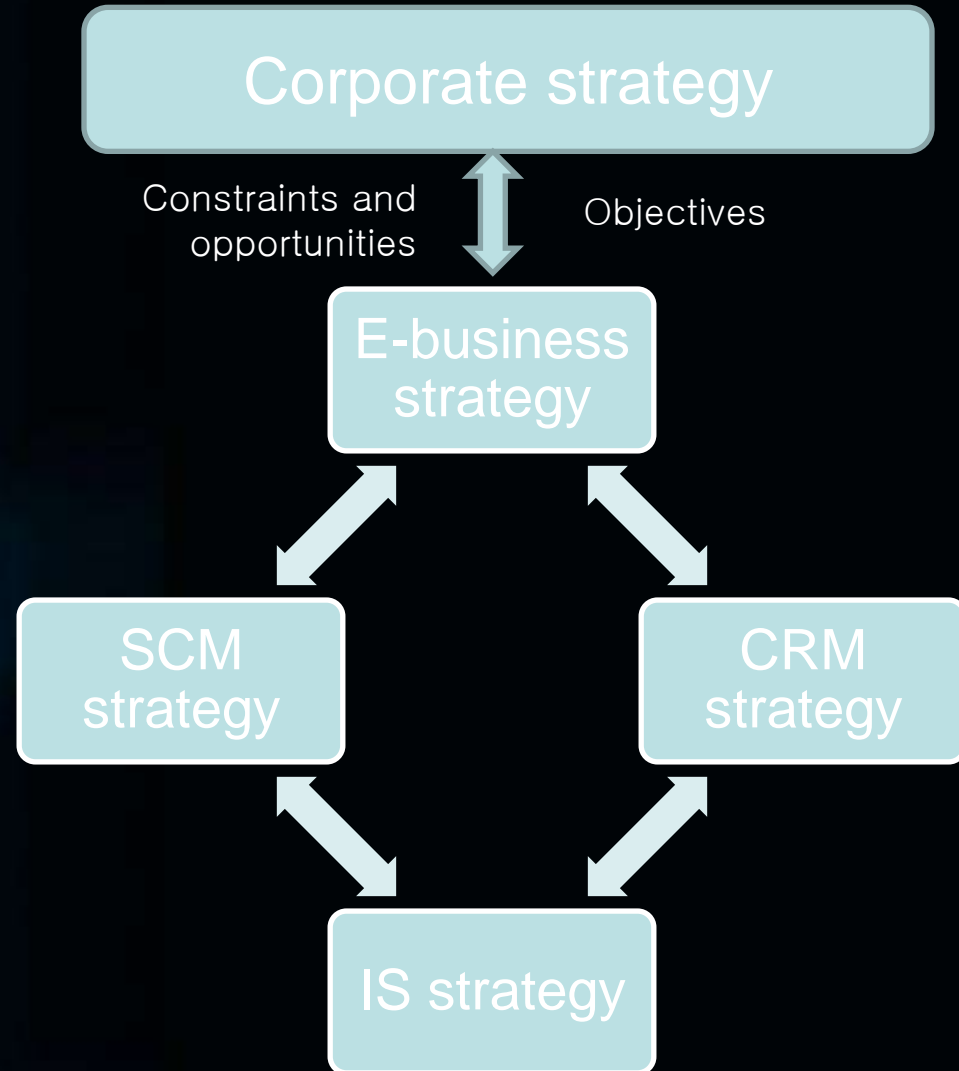 Corporate strategy
Constraints and
opportunities
Objectives
E-business
strategy
SCM
strategy
CRM
strategy
IS strategy